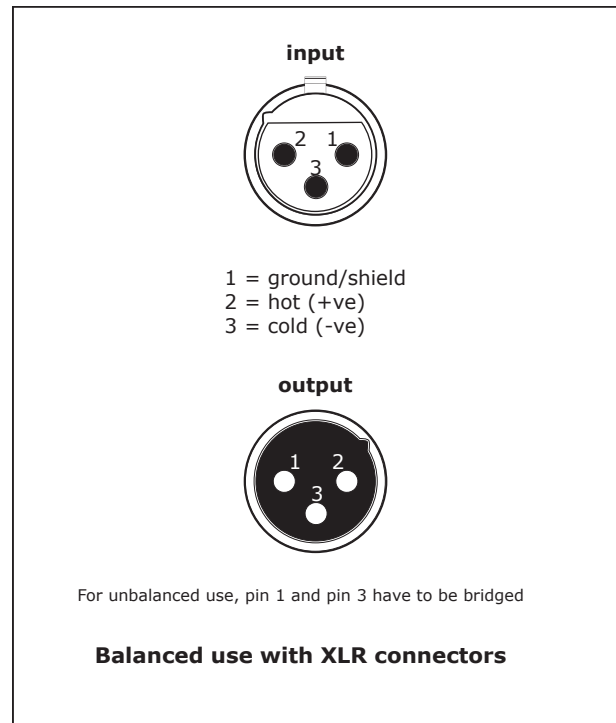 input
2 1
3
1 = ground/shield
2 = hot (+ve)
3 = cold (-ve)
output
1 2
3
For unbalanced use, pin 1 and pin 3 have to be bridged
Balanced use with XLR connectors